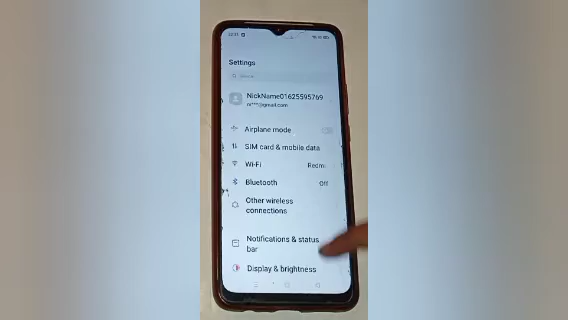 Settings
NickName01625595769
Airplane mode
SIM card & mobile data
Wi-Fi
Redmi
Bluetooth
Off
Other wireless
connections
Notifications & status
bar
Display & brightness